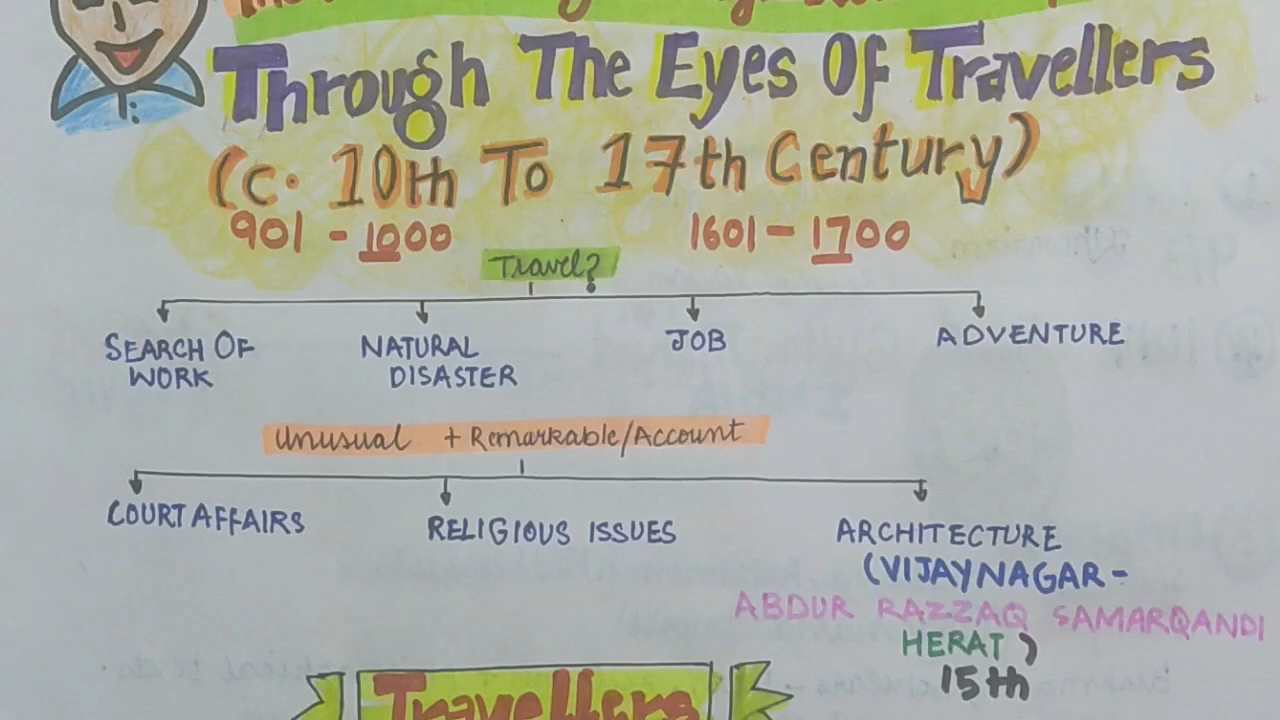 Through The Eyes Of Travellers
(C. 10th To 17th Century)
901 - 1000 1601 - 1700
Travel?
SEARCH OF WORK
NATURAL DISASTER
JOB
ADVENTURE
Unusual + Remarkable/Account
COURT AFFAIRS
RELIGIOUS ISSUES
ARCHITECTURE
(VIJAYNAGAR-
ABDUR RAZZAQ SAMARQANDI
HERAT)
15th
Travellers